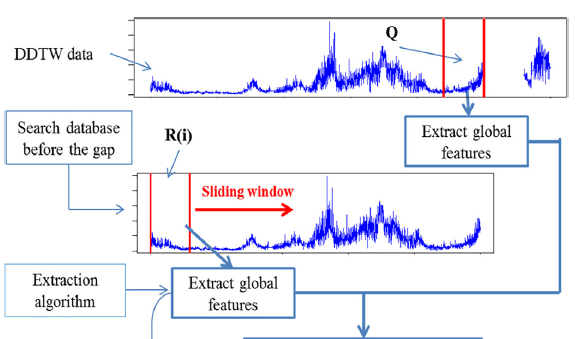 Q
DDTW data
Search database
before the gap
R(i)
Extract global
features
Sliding window
Extraction
algorithm
Extract global
features